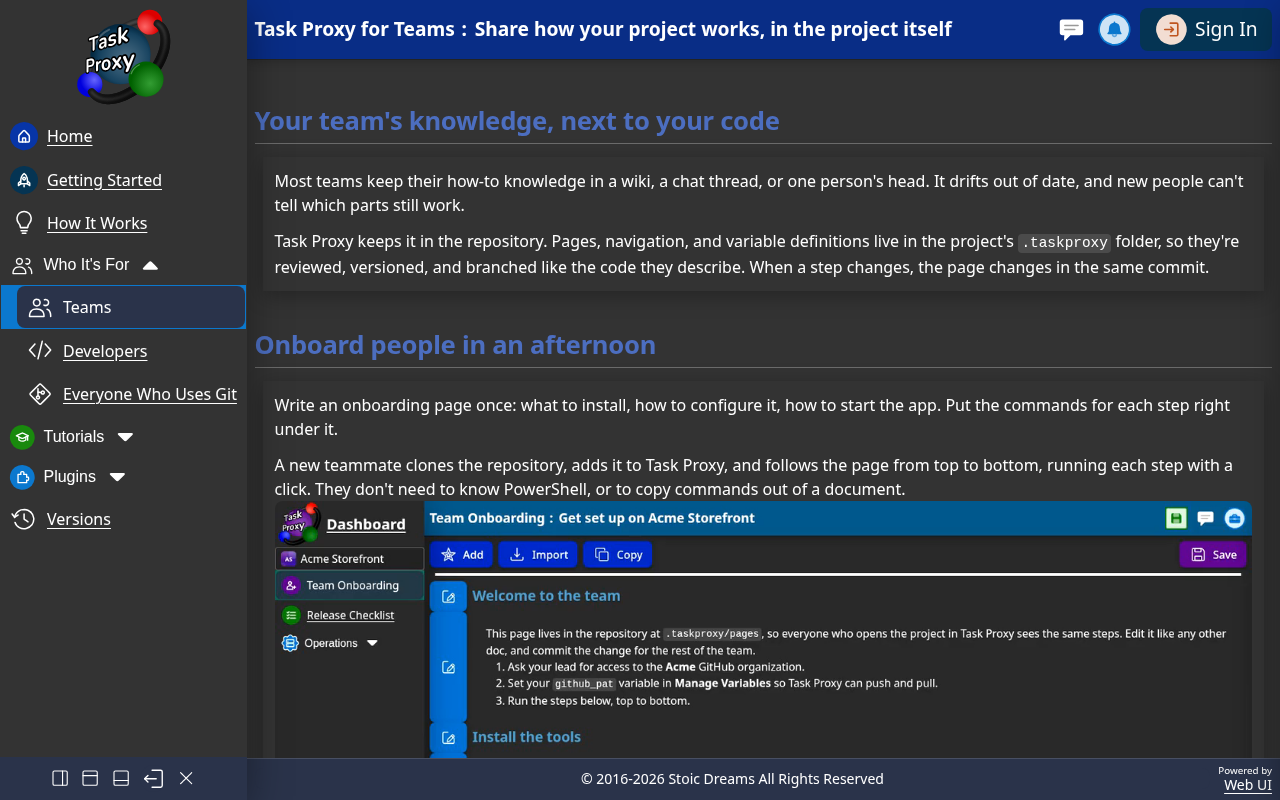 Task Proxy
Home
Getting Started
How It Works
Who It's For
Teams
Developers
Everyone Who Uses Git
Tutorials
Plugins
Versions
Task Proxy for Teams : Share how your project works, in the project itself
Sign In
Your team's knowledge, next to your code
Most teams keep their how-to knowledge in a wiki, a chat thread, or one person's head. It drifts out of date, and new people can't
tell which parts still work.
Task Proxy keeps it in the repository. Pages, navigation, and variable definitions live in the project's .taskproxy folder, so they're
reviewed, versioned, and branched like the code they describe. When a step changes, the page changes in the same commit.
Onboard people in an afternoon
Write an onboarding page once: what to install, how to configure it, how to start the app. Put the commands for each step right
under it.
A new teammate clones the repository, adds it to Task Proxy, and follows the page from top to bottom, running each step with a
click. They don't need to know PowerShell, or to copy commands out of a document.
Task Proxy
Dashboard
AS Acme Storefront
Team Onboarding
Release Checklist
Operations
Team Onboarding : Get set up on Acme Storefront
Add Import Copy Save
Welcome to the team
This page lives in the repository at .taskproxy/pages, so everyone who opens the project in Task Proxy sees the same steps. Edit it like any other
doc, and commit the change for the rest of the team.
1. Ask your lead for access to the Acme GitHub organization.
2. Set your github_pat variable in Manage Variables so Task Proxy can push and pull.
3. Run the steps below, top to bottom.
Install the tools
© 2016-2026 Stoic Dreams All Rights Reserved
Powered by
Web UI